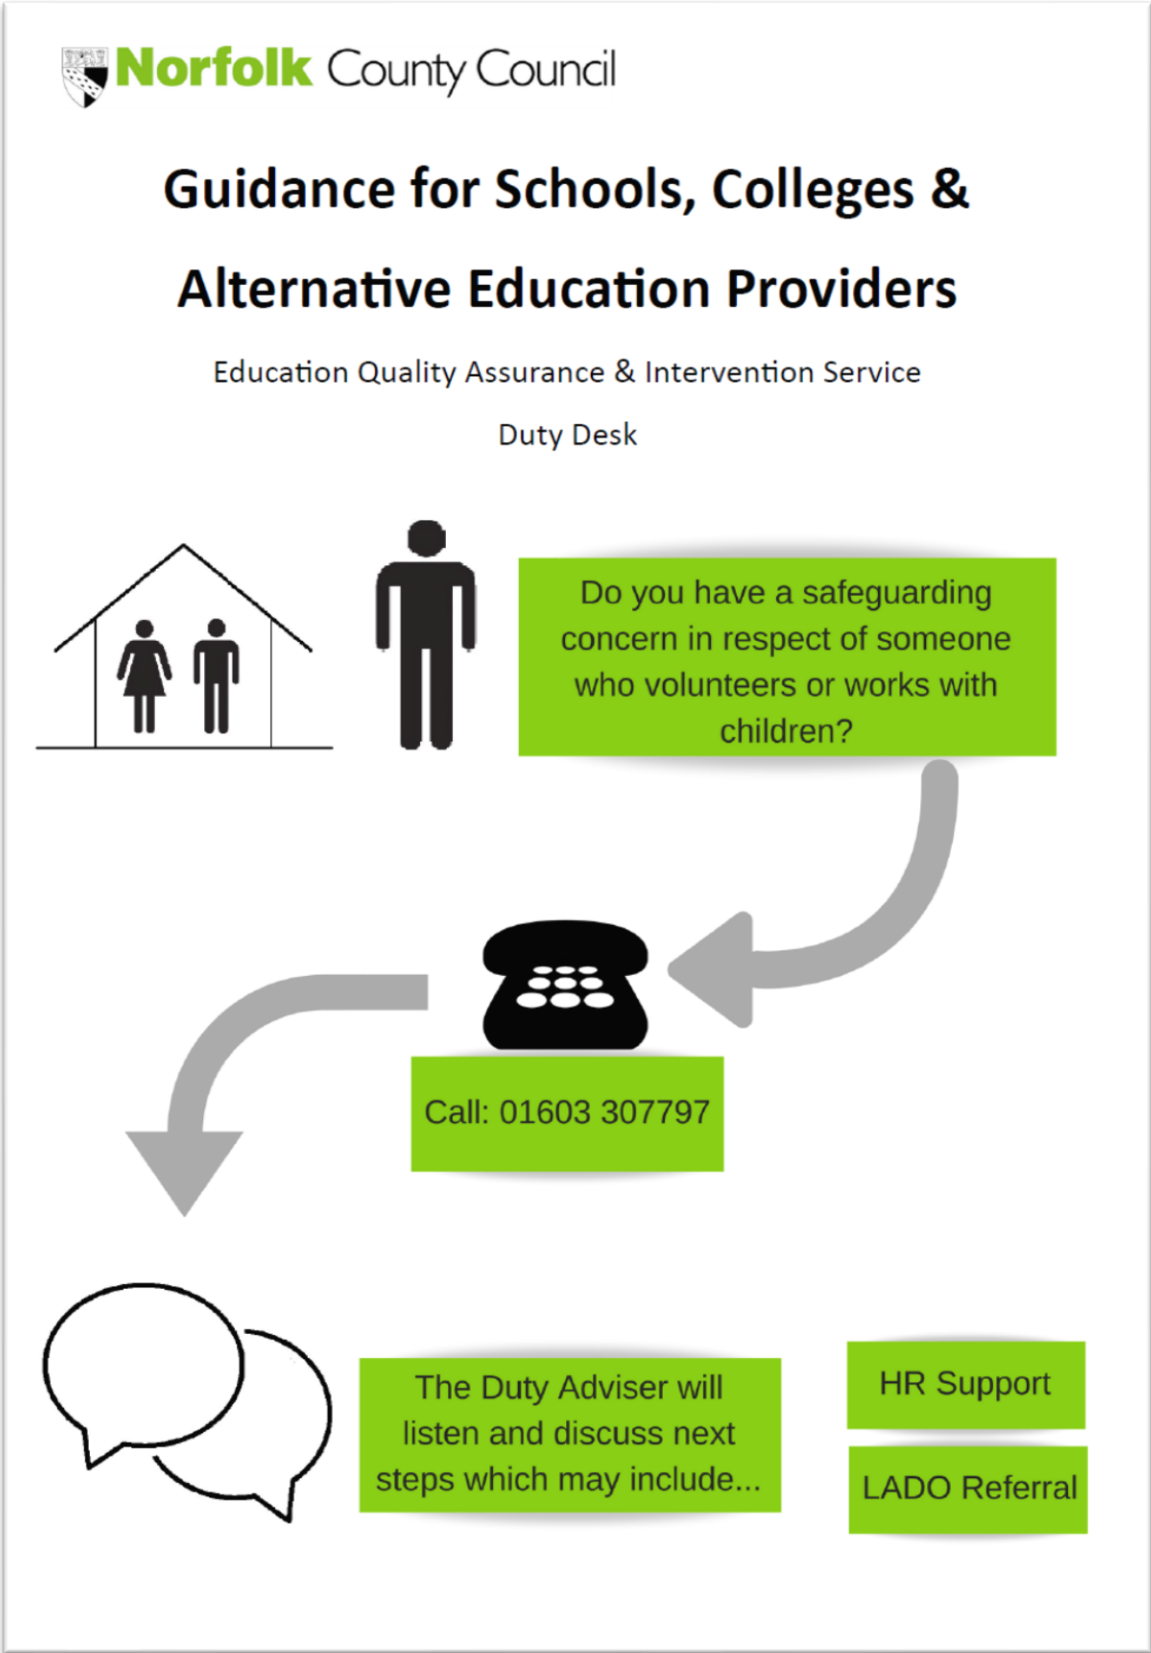 Norfolk County Council
Guidance for Schools, Colleges &
Alternative Education Providers
Education Quality Assurance & Intervention Service
Duty Desk
Do you have a safeguarding
concern in respect of someone
who volunteers or works with
children?
Call: 01603 307797
The Duty Adviser will
listen and discuss next
steps which may include...
HR Support
LADO Referral